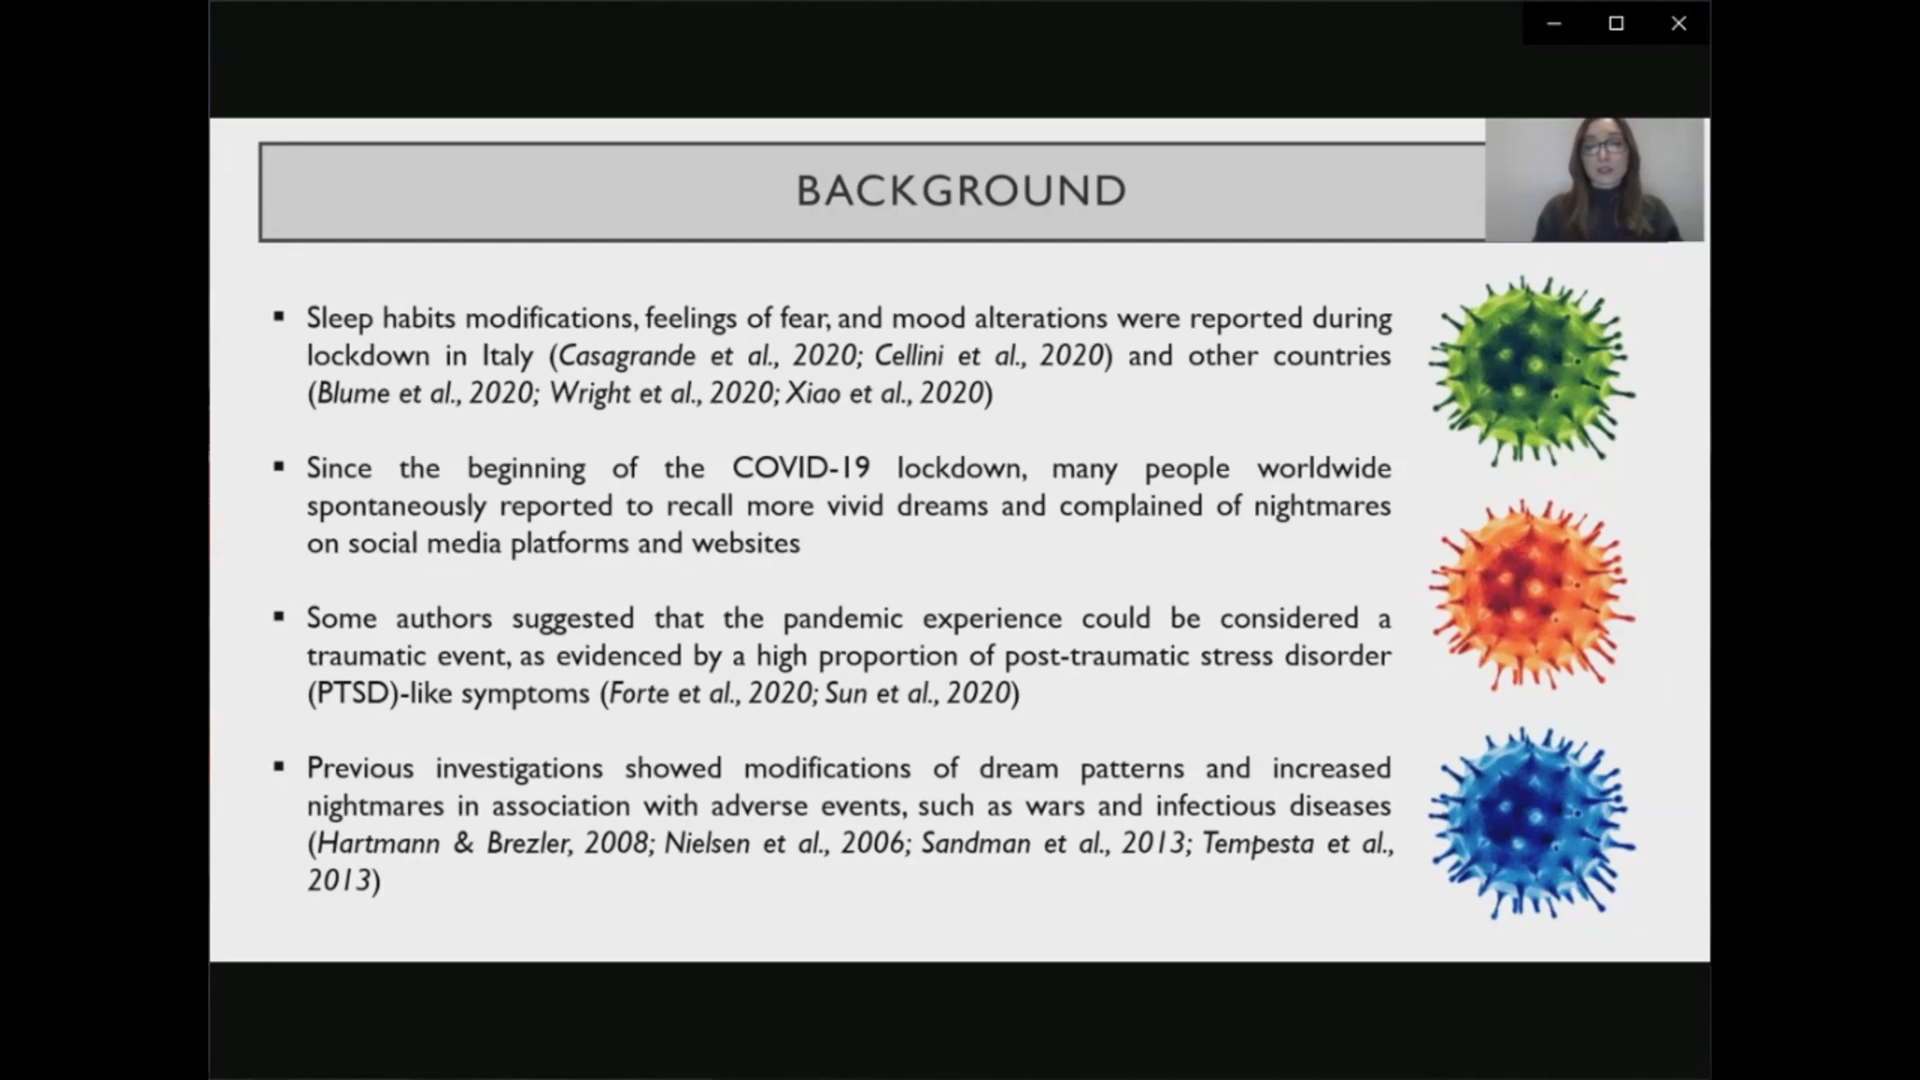 BACKGROUND
▪ Sleep habits modifications, feelings of fear, and mood alterations were reported during
lockdown in Italy (Casagrande et al., 2020; Cellini et al., 2020) and other countries
(Blume et al., 2020; Wright et al., 2020; Xiao et al., 2020)
▪ Since the beginning of the COVID-19 lockdown, many people worldwide
spontaneously reported to recall more vivid dreams and complained of nightmares
on social media platforms and websites
▪ Some authors suggested that the pandemic experience could be considered a
traumatic event, as evidenced by a high proportion of post-traumatic stress disorder
(PTSD)-like symptoms (Forte et al., 2020; Sun et al., 2020)
▪ Previous investigations showed modifications of dream patterns and increased
nightmares in association with adverse events, such as wars and infectious diseases
(Hartmann & Brezler, 2008; Nielsen et al., 2006; Sandman et al., 2013; Tempesta et al.,
2013)